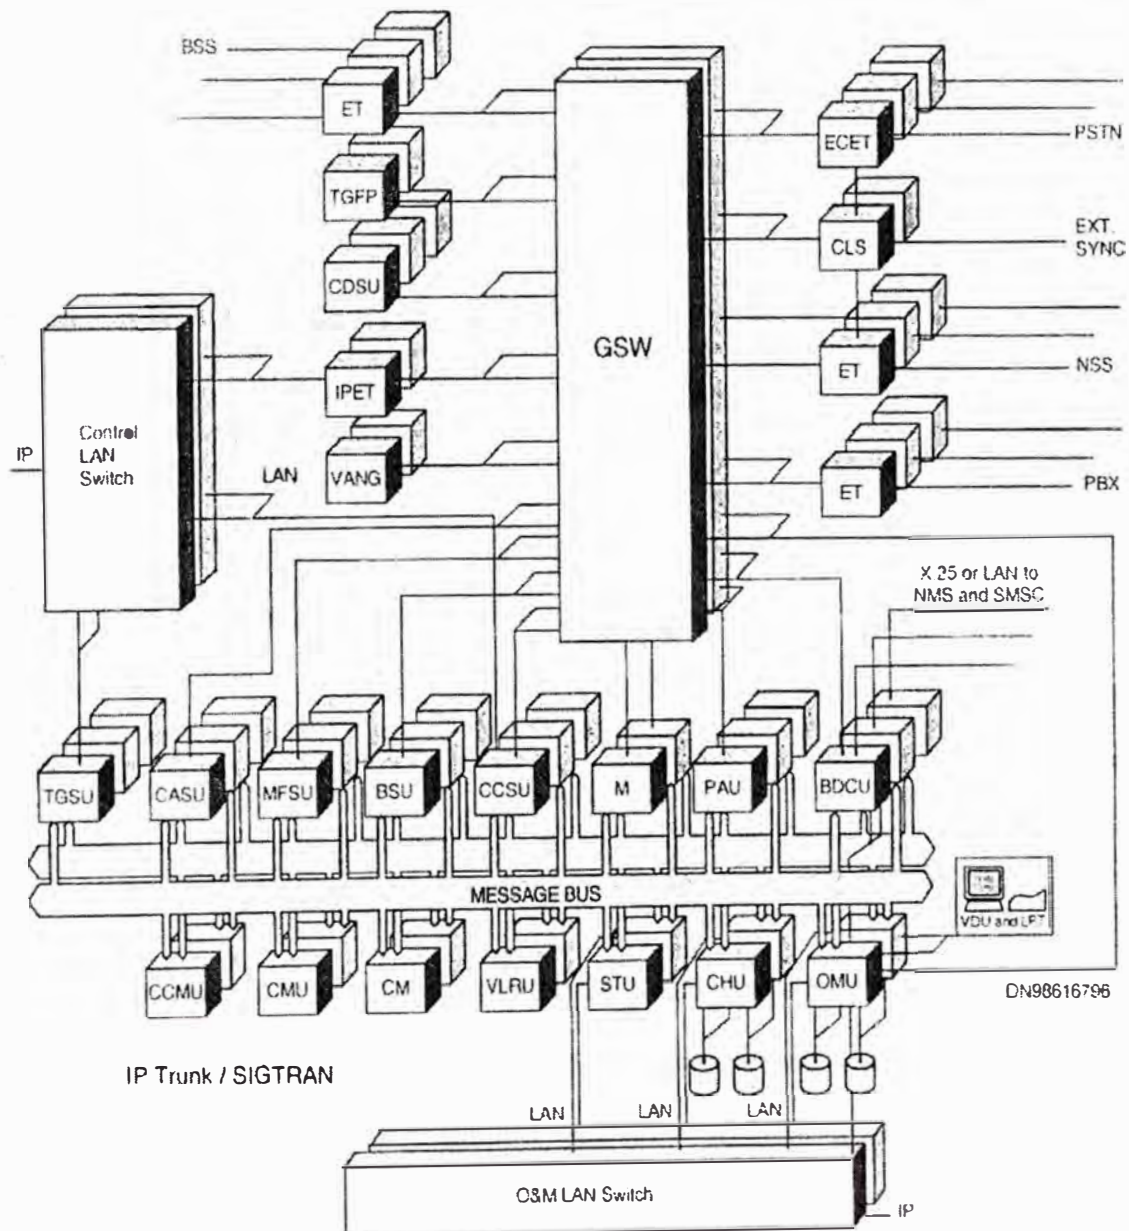 BSS
ET
TGFP
CDSU
IPET
VANG
GSW
ECET
PSTN
CLS
EXT.
SYNC
ET
NSS
ET
PBX
IP
Control
LAN
Switch
LAN
X.25 or LAN to
NMS and SMSC
TGSU
CASU
MFSU
BSU
CCSU
M
PAU
BDCU
MESSAGE BUS
VDU and LPT
CCMU
CMU
CM
VLRU
STU
CHU
OMU
DN98616796
IP Trunk / SIGTRAN
LAN
LAN
LAN
O&M LAN Switch
IP